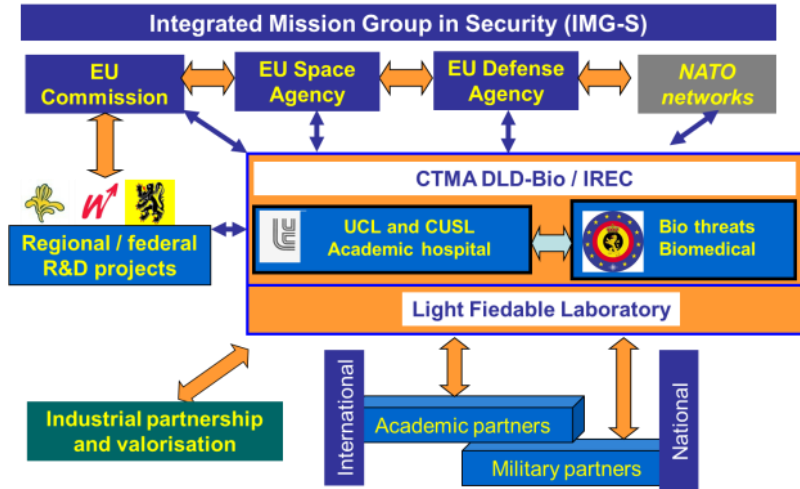 Integrated Mission Group in Security (IMG-S)
EU
Commission
EU Space
Agency
EU Defense
Agency
NATO
networks
CTMA DLD-Bio / IREC
UCL and CUSL
Academic hospital
Bio threats
Biomedical
Regional / federal
R&D projects
Light Fiedable Laboratory
Industrial partnership
and valorisation
International
Academic partners
Military partners
National